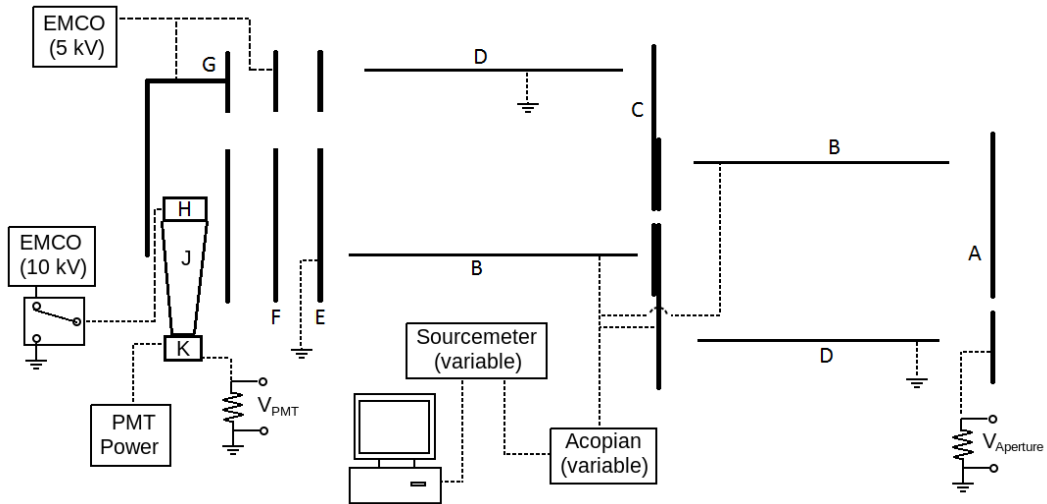 EMCO
(5 kV)
G
D
C
B
A
H
J
B
EMCO
(10 kV)
F
E
K
Sourcemeter
(variable)
D
PMT
Power
V_PMT
Acopian
(variable)
V_Aperture